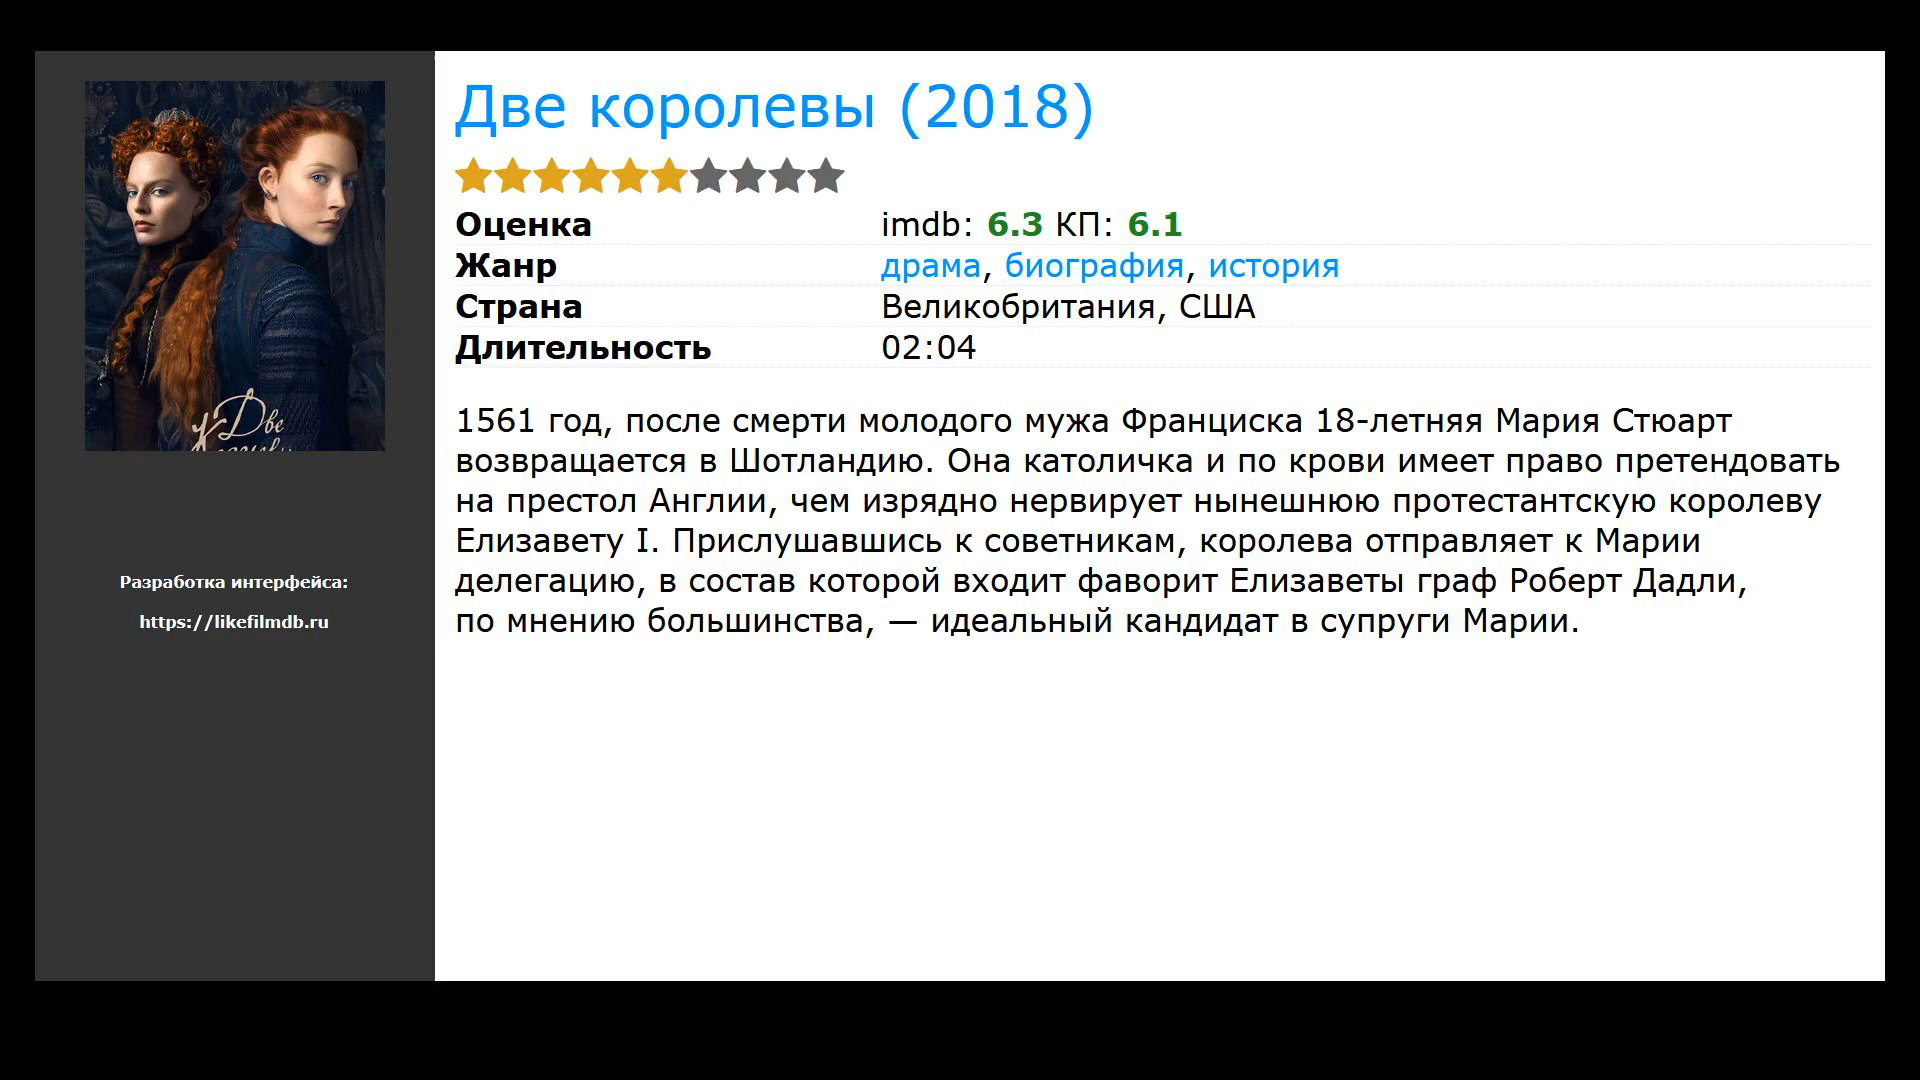 Две
Две королевы (2018)
Оценка imdb: 6.3 КП: 6.1
Жанр драма, биография, история
Страна Великобритания, США
Длительность 02:04
1561 год, после смерти молодого мужа Франциска 18-летняя Мария Стюарт
возвращается в Шотландию. Она католичка и по крови имеет право претендовать
на престол Англии, чем изрядно нервирует нынешнюю протестантскую королеву
Елизавету I. Прислушавшись к советникам, королева отправляет к Марии
делегацию, в состав которой входит фаворит Елизаветы граф Роберт Дадли,
по мнению большинства, — идеальный кандидат в супруги Марии.
Разработка интерфейса:
https://likefilmdb.ru